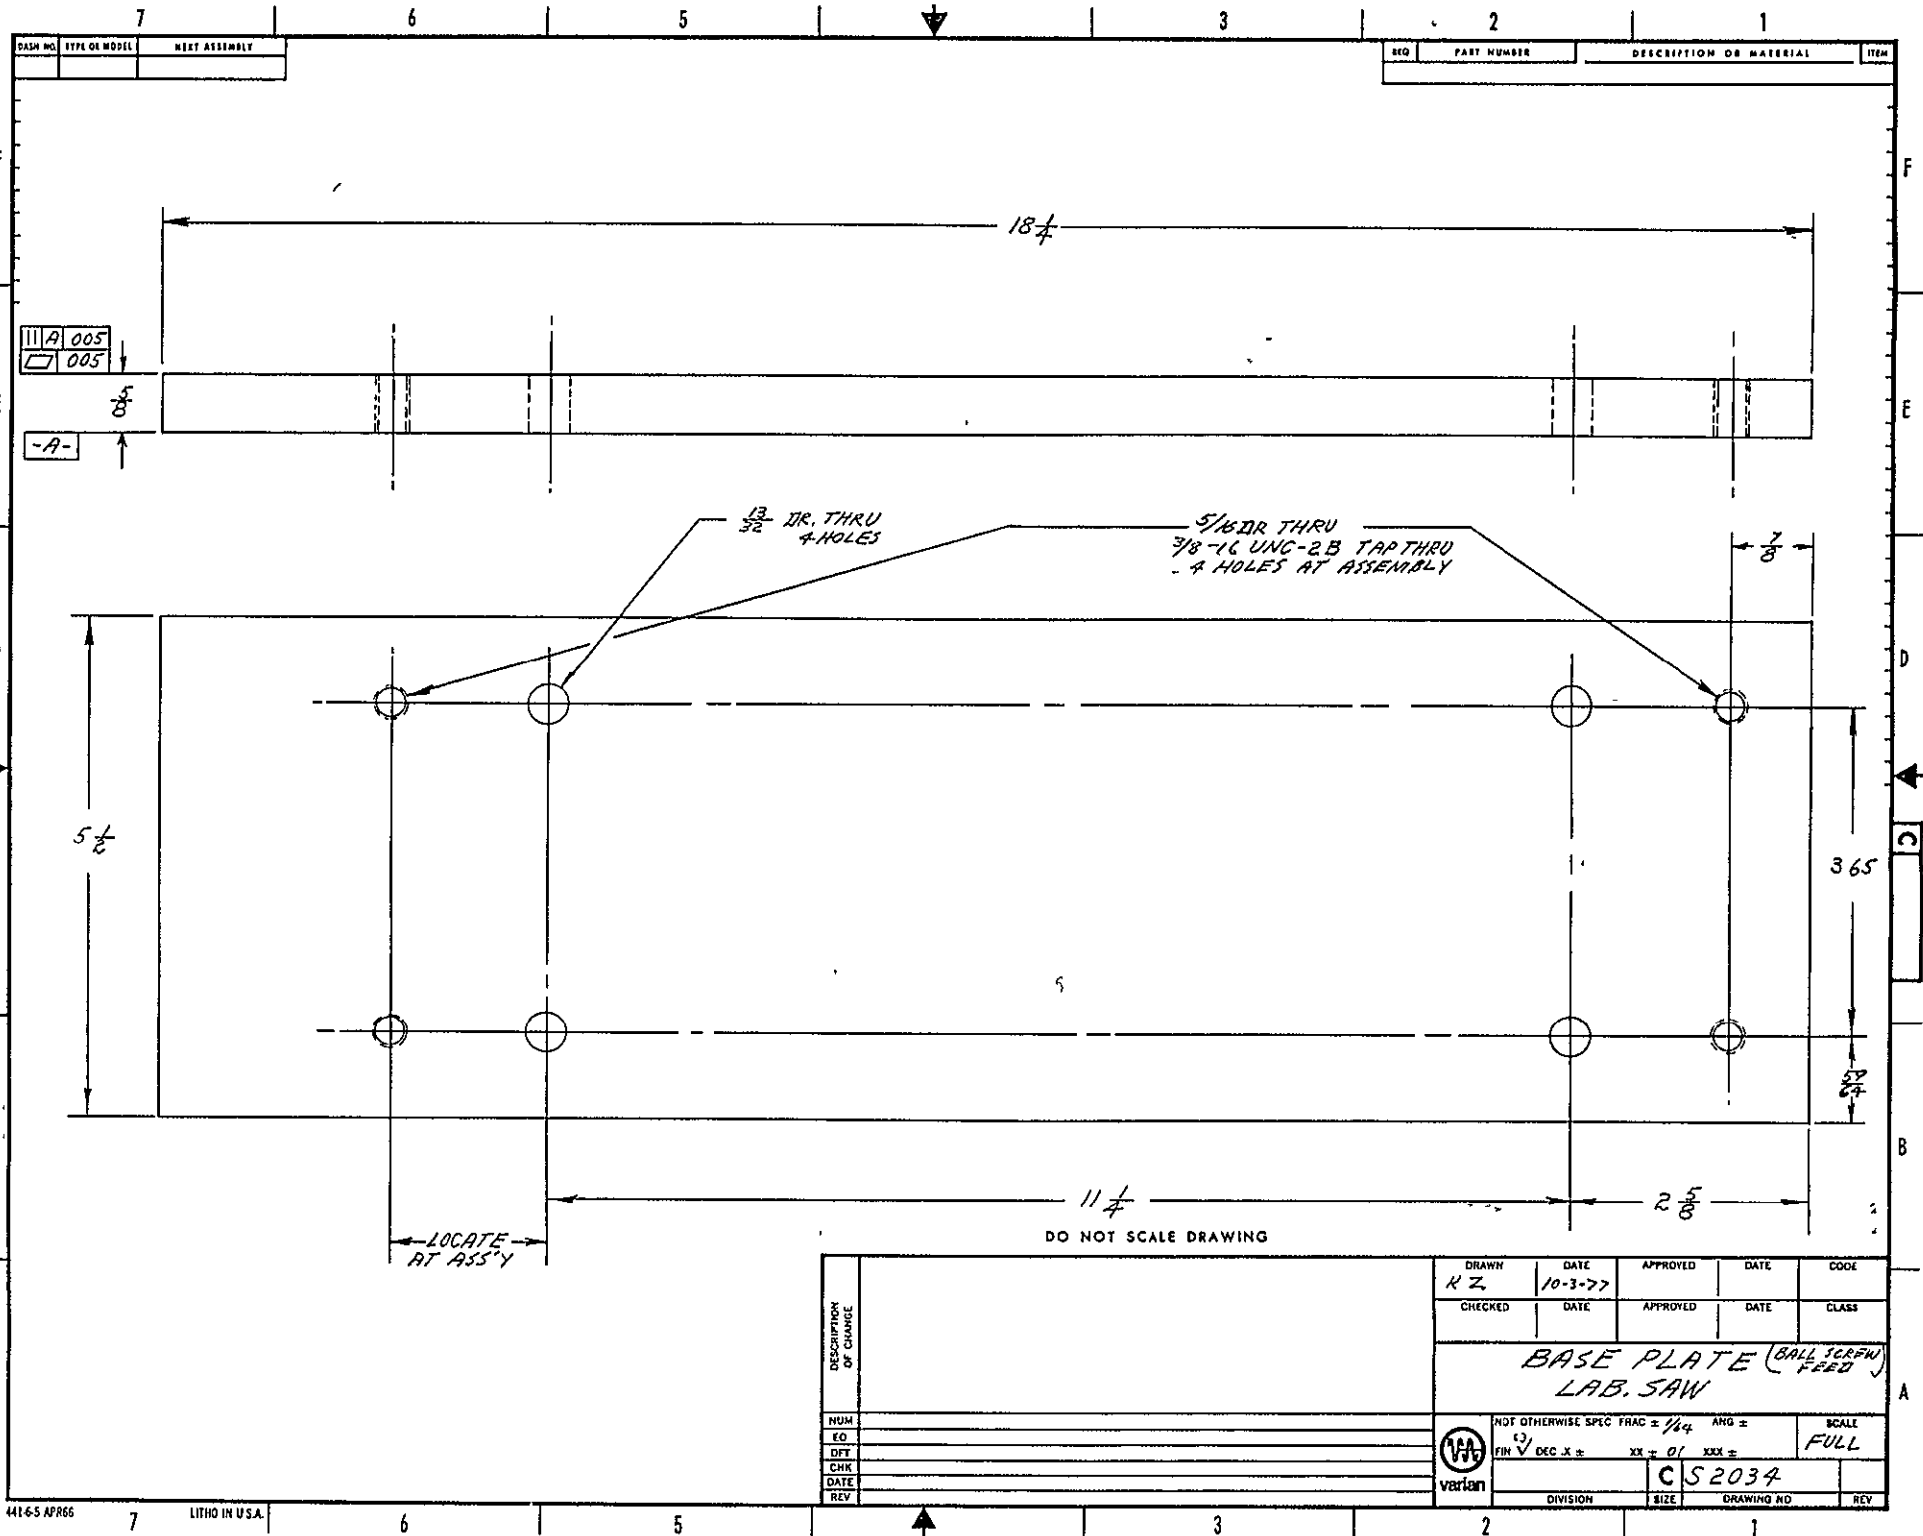 7 6 5 3 2 1
DASH NO. TYPE OR MODEL NEXT ASSEMBLY
REQ PART NUMBER DESCRIPTION OR MATERIAL ITEM
F
18 1/4
|| A 005
005
5/8
E
-A-
13/32 DR. THRU
4 HOLES
5/16 DR THRU
3/8-16 UNC-2B TAP THRU
4 HOLES AT ASSEMBLY
7/8
D
5 1/2
C
3 65
B
11 1/4
2 5/8
LOCATE
AT ASS'Y
DO NOT SCALE DRAWING
DESCRIPTION
OF CHANGE
DRAWN DATE APPROVED DATE CODE
K Z 10-3-77
CHECKED DATE APPROVED DATE CLASS
BASE PLATE (BALL SCREW
FEED)
LAB. SAW
A
NUM
EO
DFT
CHK
DATE
REV
varian
NOT OTHERWISE SPEC FRAC ± 1/64 ANG ± SCALE
FIN DEC .X ± XX ± 01 XXX ± FULL
C S 2034
DIVISION SIZE DRAWING NO REV
441-6-5 APR66
LITHO IN U.S.A.
7 6 5 3 2 1